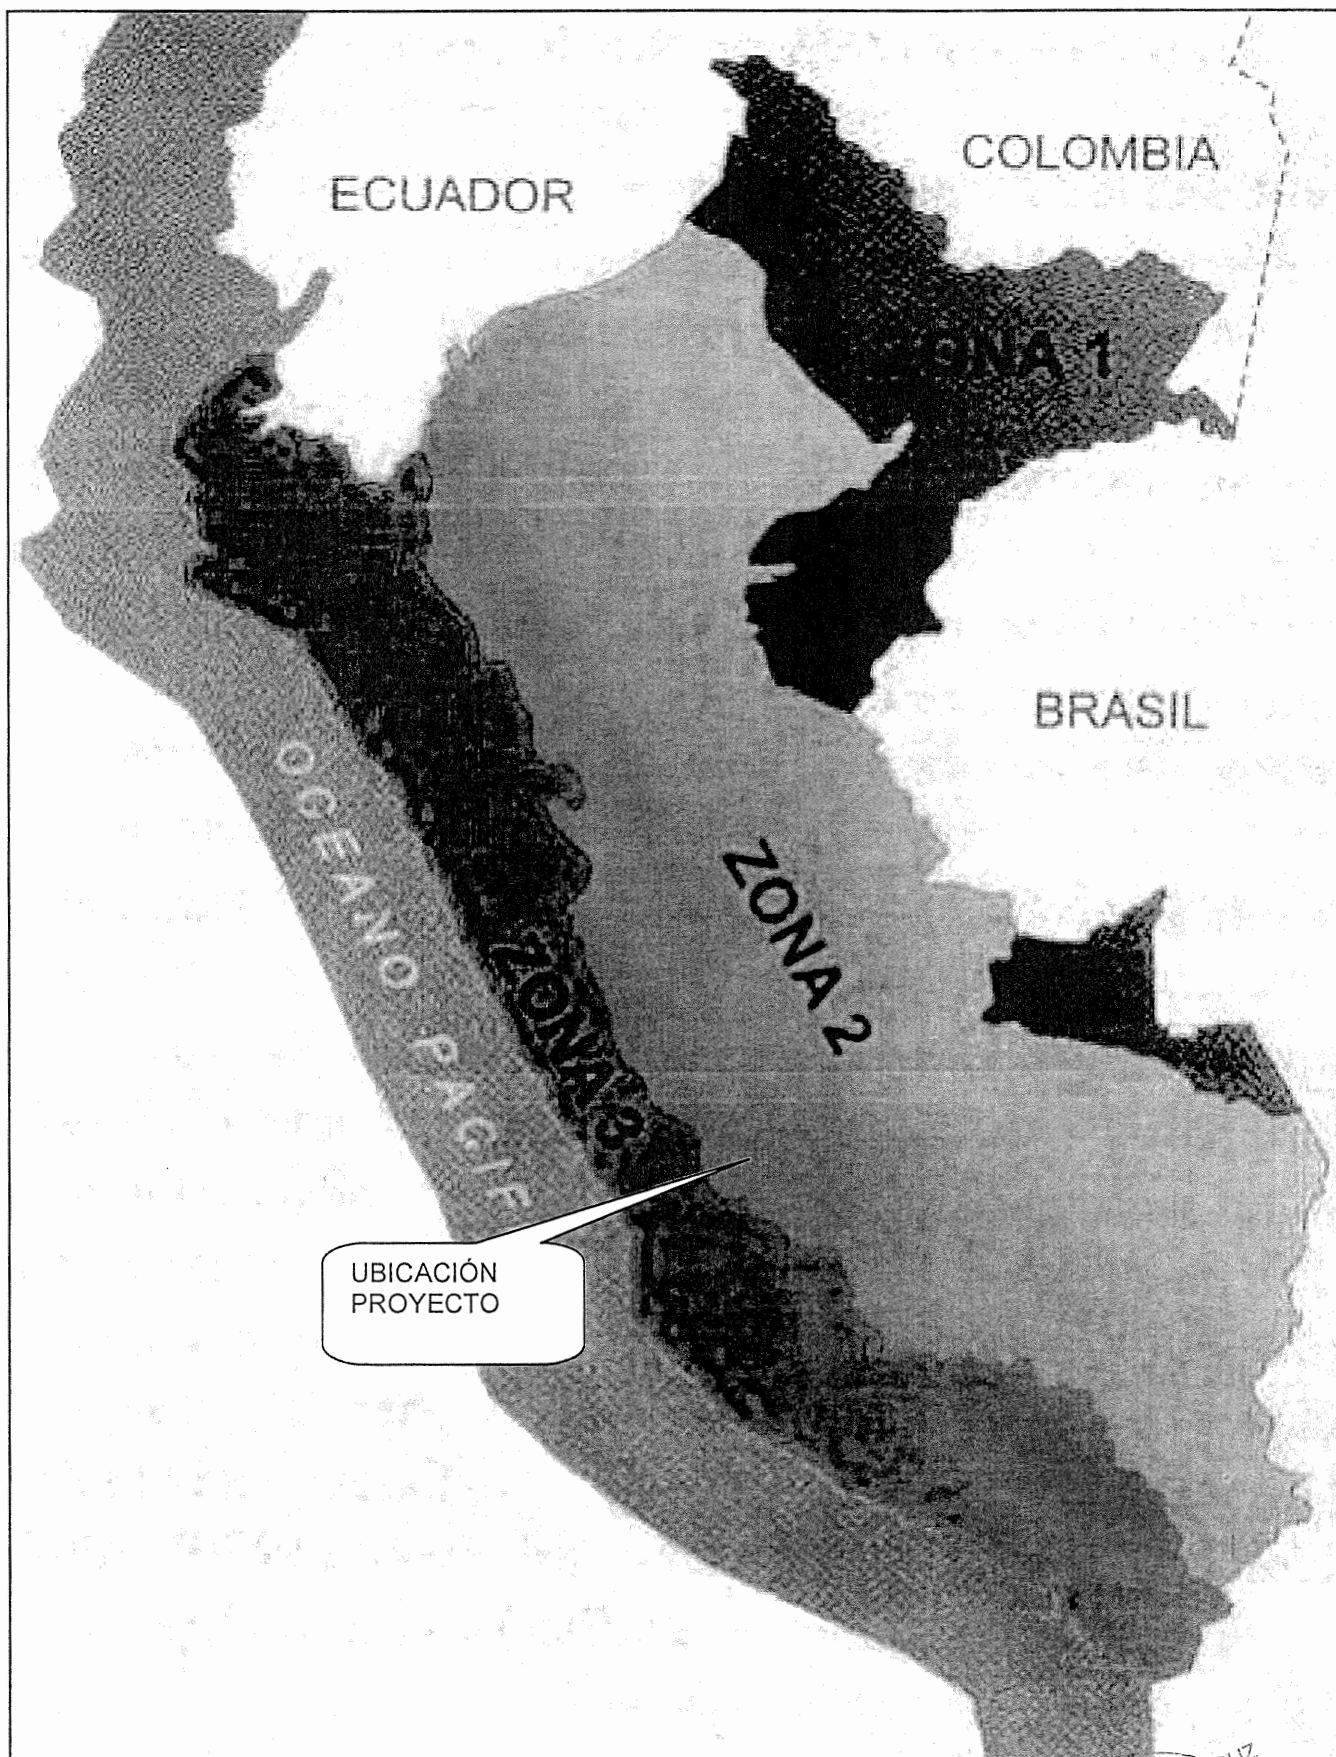 COLOMBIA
ECUADOR
ZONA 1
BRASIL
OCEANO PACIF
ZONA 2
ZONA 3
UBICACIÓN
PROYECTO